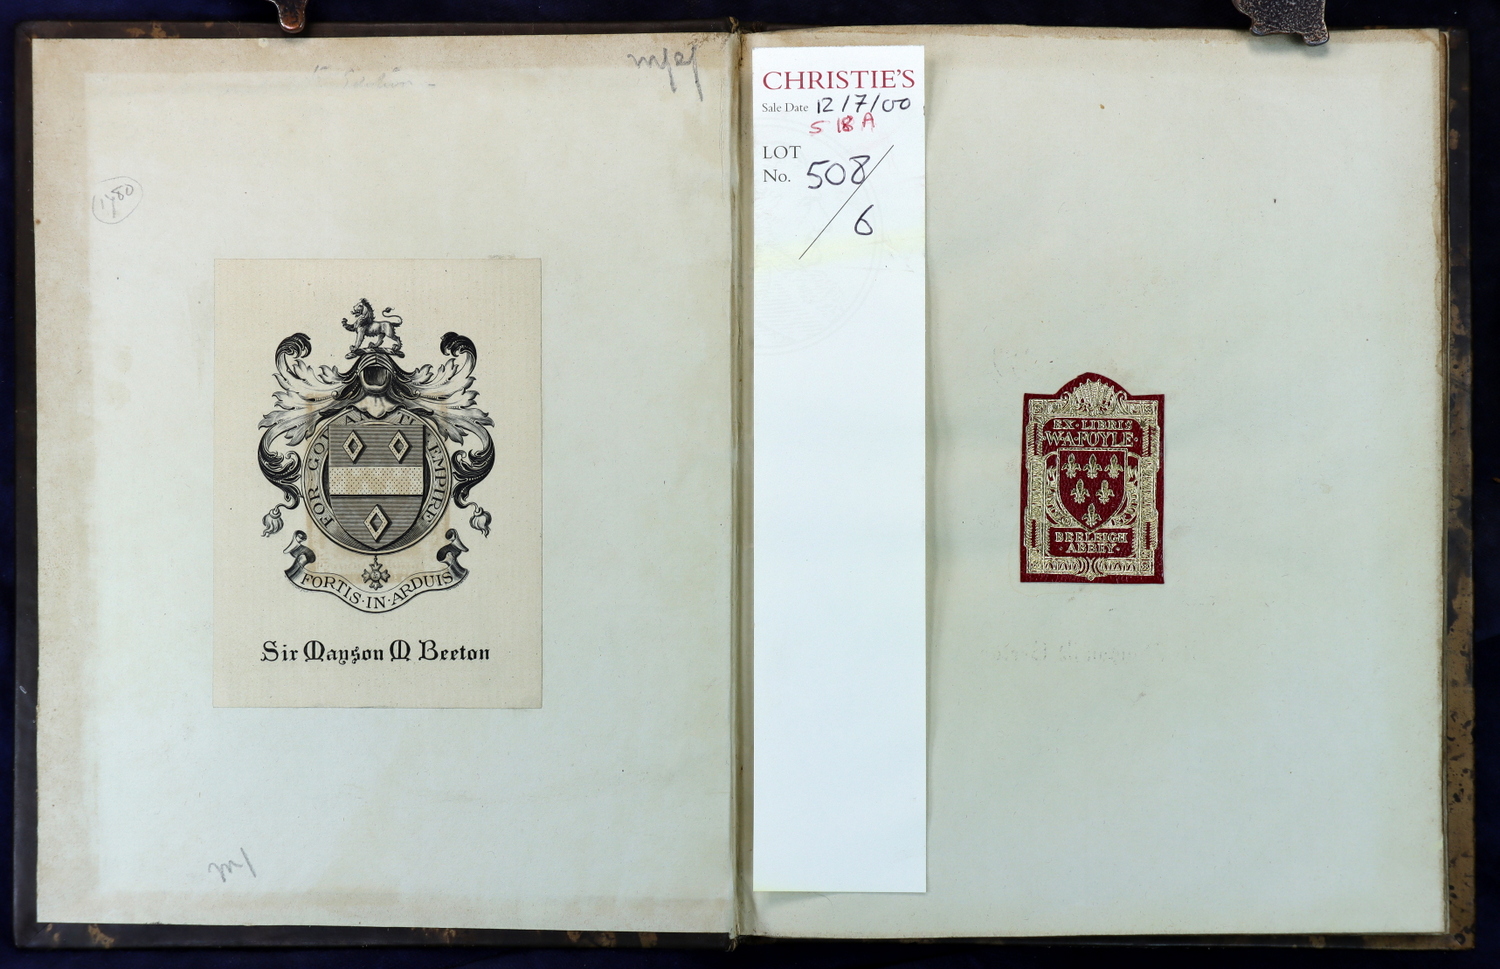 1780
FOR GOD AND THE EMPIRE
FORTIS·IN·ARDUIS
Sir Mayson M Beeton
CHRISTIE'S
Sale Date 12/7/00
S 18 A
LOT
No. 508/6
EX·LIBRIS
W·A·FOYLE·
BEELEIGH
·ABBEY·